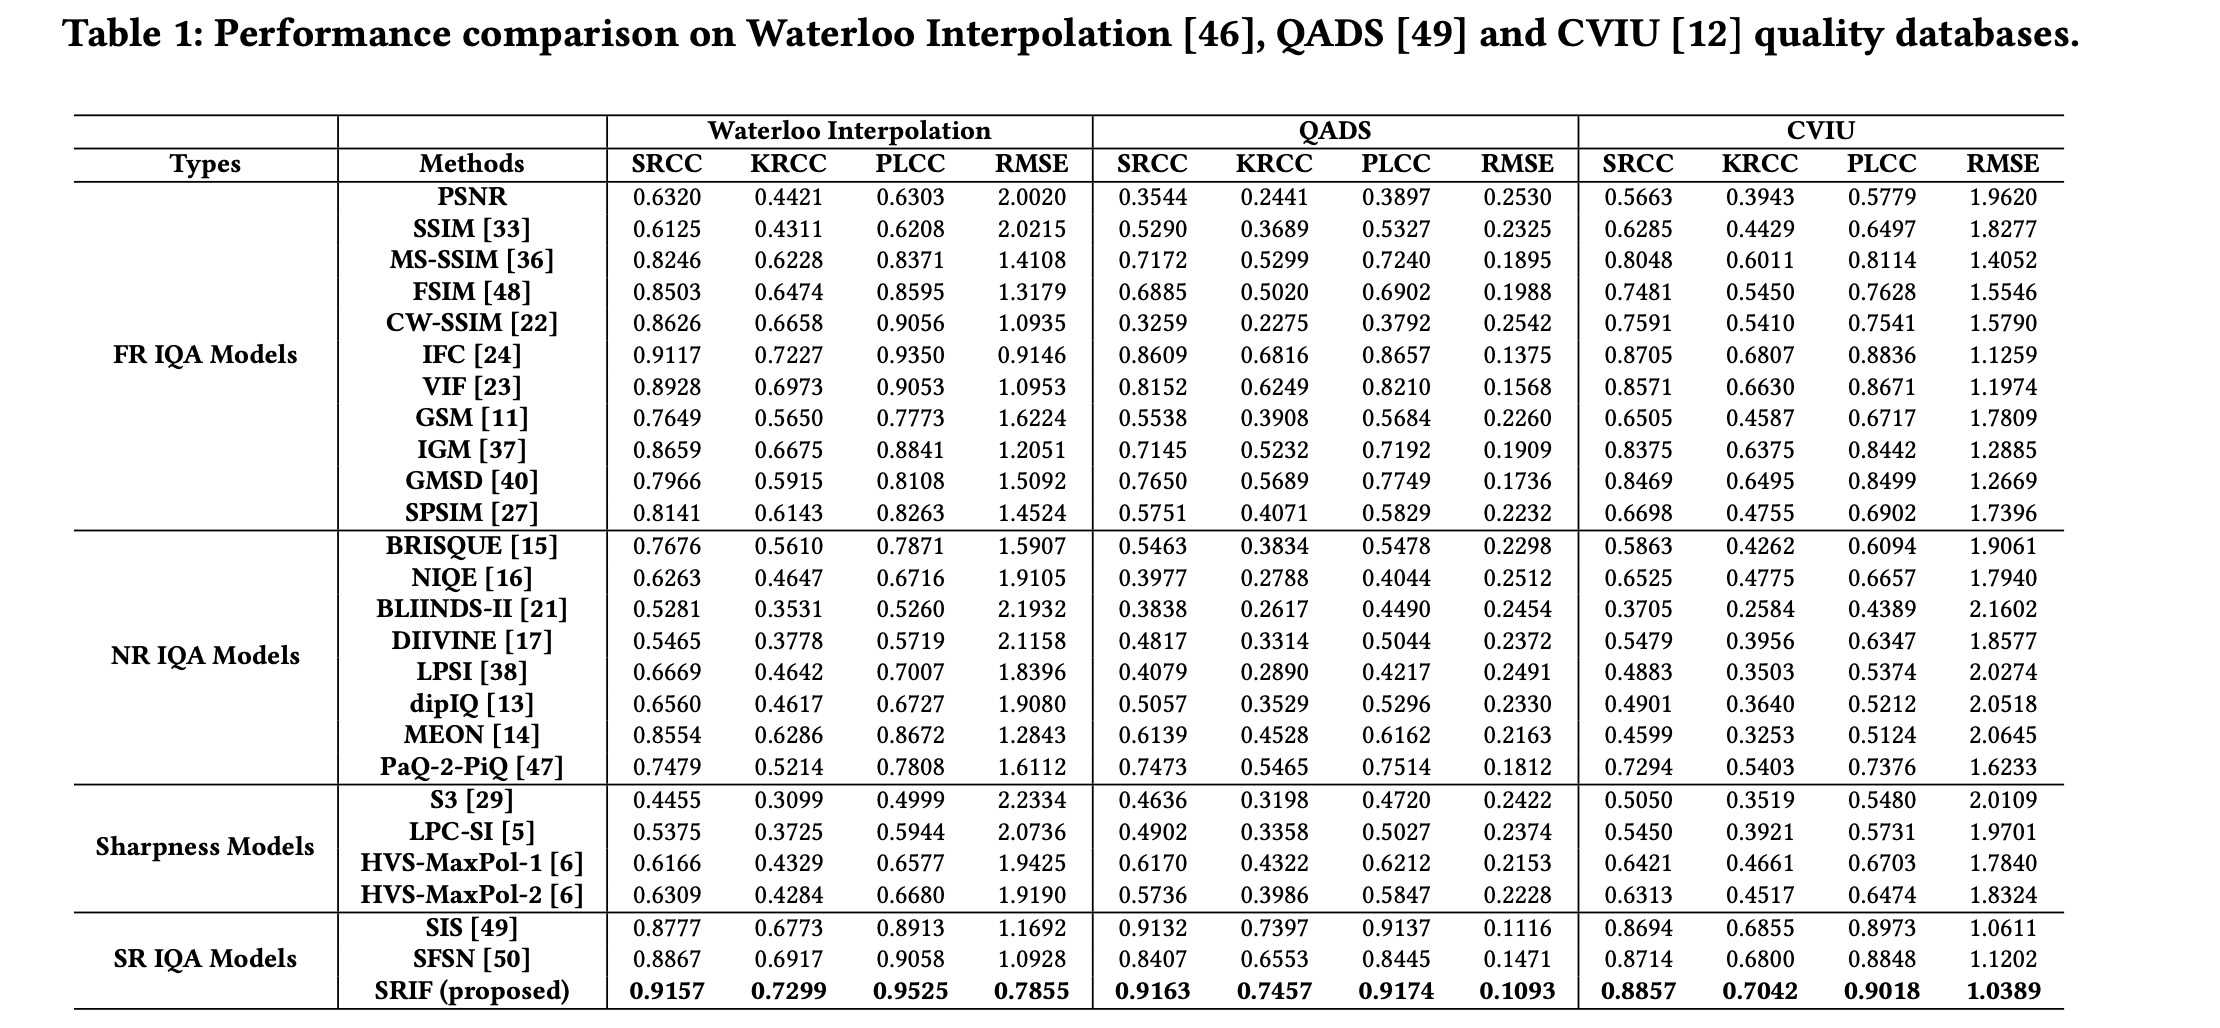 Table 1: Performance comparison on Waterloo Interpolation [46], QADS [49] and CVIU [12] quality databases.
Waterloo Interpolation QADS CVIU
Types Methods SRCC KRCC PLCC RMSE SRCC KRCC PLCC RMSE SRCC KRCC PLCC RMSE
PSNR 0.6320 0.4421 0.6303 2.0020 0.3544 0.2441 0.3897 0.2530 0.5663 0.3943 0.5779 1.9620
SSIM [33] 0.6125 0.4311 0.6208 2.0215 0.5290 0.3689 0.5327 0.2325 0.6285 0.4429 0.6497 1.8277
MS-SSIM [36] 0.8246 0.6228 0.8371 1.4108 0.7172 0.5299 0.7240 0.1895 0.8048 0.6011 0.8114 1.4052
FSIM [48] 0.8503 0.6474 0.8595 1.3179 0.6885 0.5020 0.6902 0.1988 0.7481 0.5450 0.7628 1.5546
CW-SSIM [22] 0.8626 0.6658 0.9056 1.0935 0.3259 0.2275 0.3792 0.2542 0.7591 0.5410 0.7541 1.5790
FR IQA Models IFC [24] 0.9117 0.7227 0.9350 0.9146 0.8609 0.6816 0.8657 0.1375 0.8705 0.6807 0.8836 1.1259
VIF [23] 0.8928 0.6973 0.9053 1.0953 0.8152 0.6249 0.8210 0.1568 0.8571 0.6630 0.8671 1.1974
GSM [11] 0.7649 0.5650 0.7773 1.6224 0.5538 0.3908 0.5684 0.2260 0.6505 0.4587 0.6717 1.7809
IGM [37] 0.8659 0.6675 0.8841 1.2051 0.7145 0.5232 0.7192 0.1909 0.8375 0.6375 0.8442 1.2885
GMSD [40] 0.7966 0.5915 0.8108 1.5092 0.7650 0.5689 0.7749 0.1736 0.8469 0.6495 0.8499 1.2669
SPSIM [27] 0.8141 0.6143 0.8263 1.4524 0.5751 0.4071 0.5829 0.2232 0.6698 0.4755 0.6902 1.7396
BRISQUE [15] 0.7676 0.5610 0.7871 1.5907 0.5463 0.3834 0.5478 0.2298 0.5863 0.4262 0.6094 1.9061
NIQE [16] 0.6263 0.4647 0.6716 1.9105 0.3977 0.2788 0.4044 0.2512 0.6525 0.4775 0.6657 1.7940
BLIINDS-II [21] 0.5281 0.3531 0.5260 2.1932 0.3838 0.2617 0.4490 0.2454 0.3705 0.2584 0.4389 2.1602
DIIVINE [17] 0.5465 0.3778 0.5719 2.1158 0.4817 0.3314 0.5044 0.2372 0.5479 0.3956 0.6347 1.8577
NR IQA Models LPSI [38] 0.6669 0.4642 0.7007 1.8396 0.4079 0.2890 0.4217 0.2491 0.4883 0.3503 0.5374 2.0274
dipIQ [13] 0.6560 0.4617 0.6727 1.9080 0.5057 0.3529 0.5296 0.2330 0.4901 0.3640 0.5212 2.0518
MEON [14] 0.8554 0.6286 0.8672 1.2843 0.6139 0.4528 0.6162 0.2163 0.4599 0.3253 0.5124 2.0645
PaQ-2-PiQ [47] 0.7479 0.5214 0.7808 1.6112 0.7473 0.5465 0.7514 0.1812 0.7294 0.5403 0.7376 1.6233
S3 [29] 0.4455 0.3099 0.4999 2.2334 0.4636 0.3198 0.4720 0.2422 0.5050 0.3519 0.5480 2.0109
LPC-SI [5] 0.5375 0.3725 0.5944 2.0736 0.4902 0.3358 0.5027 0.2374 0.5450 0.3921 0.5731 1.9701
Sharpness Models HVS-MaxPol-1 [6] 0.6166 0.4329 0.6577 1.9425 0.6170 0.4322 0.6212 0.2153 0.6421 0.4661 0.6703 1.7840
HVS-MaxPol-2 [6] 0.6309 0.4284 0.6680 1.9190 0.5736 0.3986 0.5847 0.2228 0.6313 0.4517 0.6474 1.8324
SIS [49] 0.8777 0.6773 0.8913 1.1692 0.9132 0.7397 0.9137 0.1116 0.8694 0.6855 0.8973 1.0611
SR IQA Models SFSN [50] 0.8867 0.6917 0.9058 1.0928 0.8407 0.6553 0.8445 0.1471 0.8714 0.6800 0.8848 1.1202
SRIF (proposed) 0.9157 0.7299 0.9525 0.7855 0.9163 0.7457 0.9174 0.1093 0.8857 0.7042 0.9018 1.0389